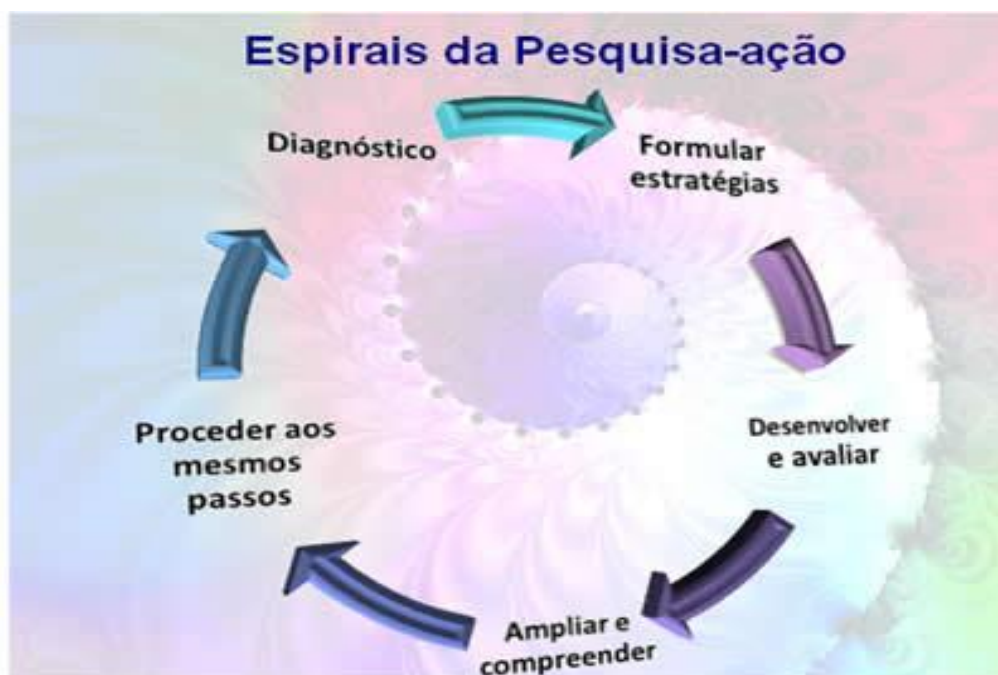 Espirais da Pesquisa-ação
Diagnóstico
Formular
estratégias
Desenvolver
e avaliar
Ampliar e
compreender
Proceder aos
mesmos
passos